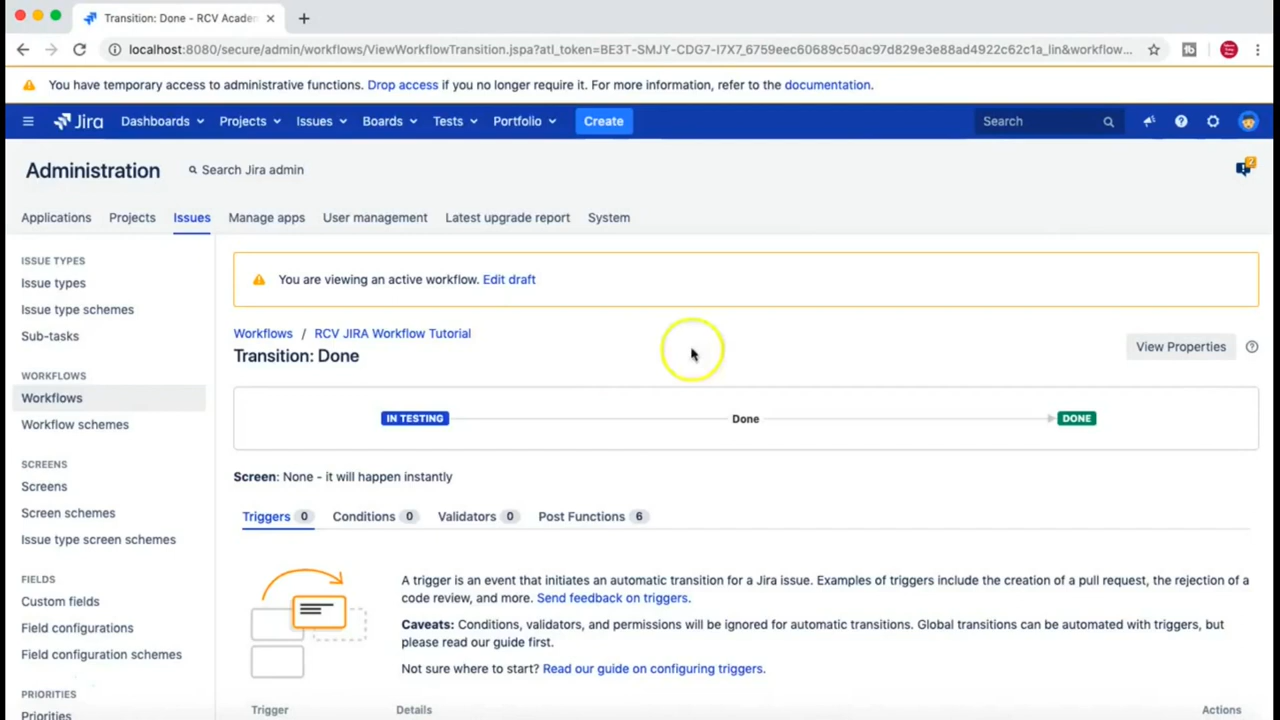 Transition: Done - RCV Acade
localhost:8080/secure/admin/workflows/ViewWorkflowTransition.jspa?atl_token=BE3T-SMJY-CDG7-I7X7_6759eec60689c50ac97d829e3e88ad4922c62c1a_lin&workflow...
You have temporary access to administrative functions. Drop access if you no longer require it. For more information, refer to the documentation.
Jira Dashboards Projects Issues Boards Tests Portfolio Create Search
Administration Search Jira admin
Applications Projects Issues Manage apps User management Latest upgrade report System
ISSUE TYPES
Issue types
Issue type schemes
Sub-tasks
WORKFLOWS
Workflows
Workflow schemes
SCREENS
Screens
Screen schemes
Issue type screen schemes
FIELDS
Custom fields
Field configurations
Field configuration schemes
PRIORITIES
Priorities
You are viewing an active workflow. Edit draft
Workflows / RCV JIRA Workflow Tutorial
Transition: Done
View Properties
IN TESTING Done DONE
Screen: None - it will happen instantly
Triggers 0 Conditions 0 Validators 0 Post Functions 6
A trigger is an event that initiates an automatic transition for a Jira issue. Examples of triggers include the creation of a pull request, the rejection of a
code review, and more. Send feedback on triggers.
Caveats: Conditions, validators, and permissions will be ignored for automatic transitions. Global transitions can be automated with triggers, but
please read our guide first.
Not sure where to start? Read our guide on configuring triggers.
Trigger Details Actions